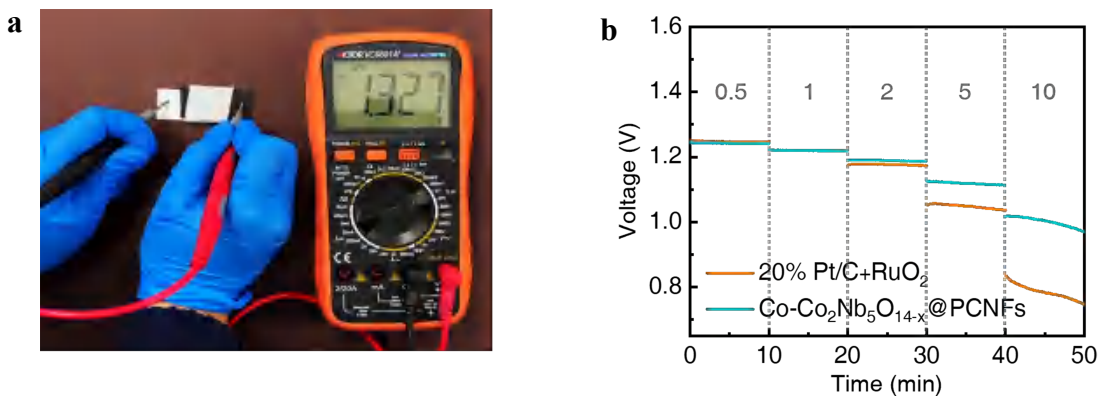 a
1.327
CE
mA
b
Voltage (V)
1.6
1.4
1.2
1.0
0.8
0.5 1 2 5 10
20% Pt/C+RuO2
Co-Co2Nb5O14-x@PCNFs
0 10 20 30 40 50
Time (min)